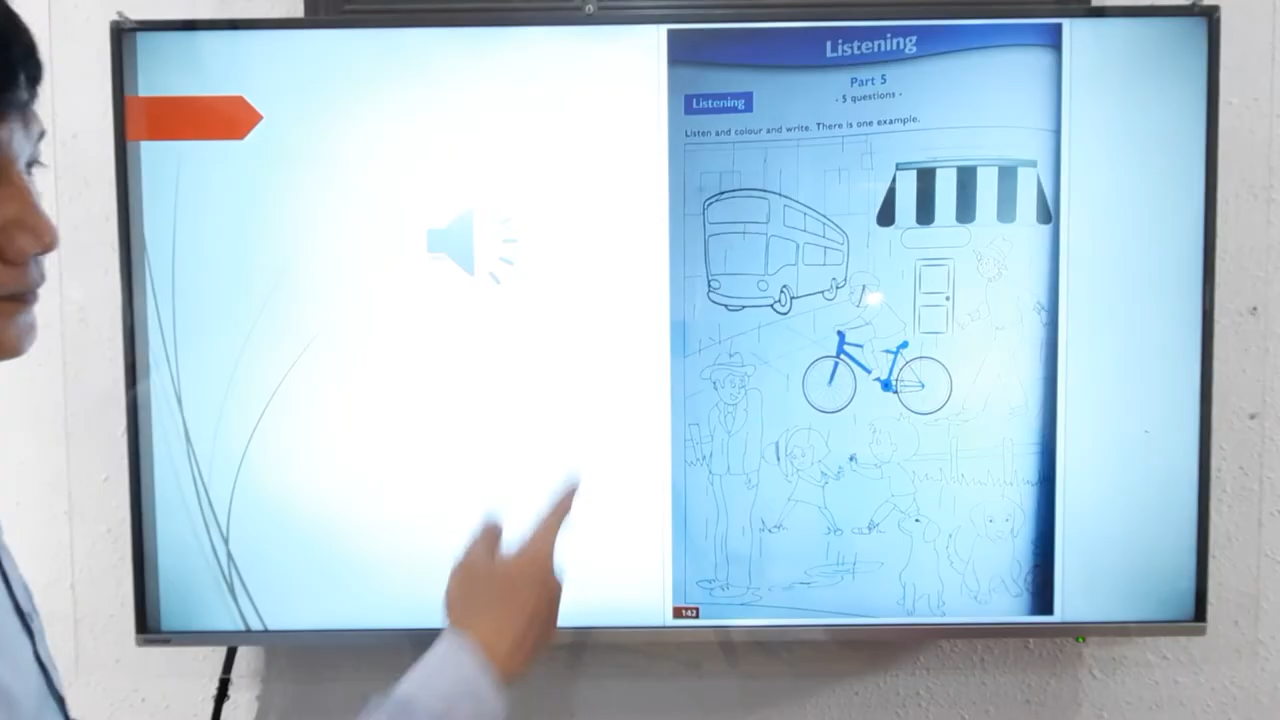 Listening
Part 5
- 5 questions -
Listening
Listen and colour and write. There is one example.
142